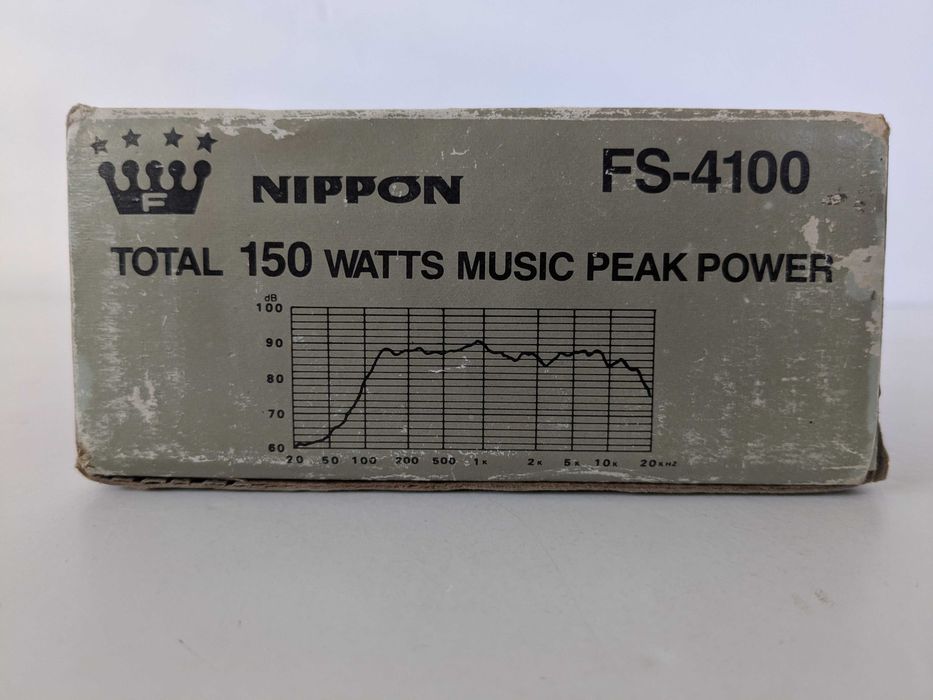 F
NIPPON
FS-4100
TOTAL 150 WATTS MUSIC PEAK POWER
dB
100
90
80
70
60
20 50 100 200 500 1K 2K 5K 10K 20KHZ